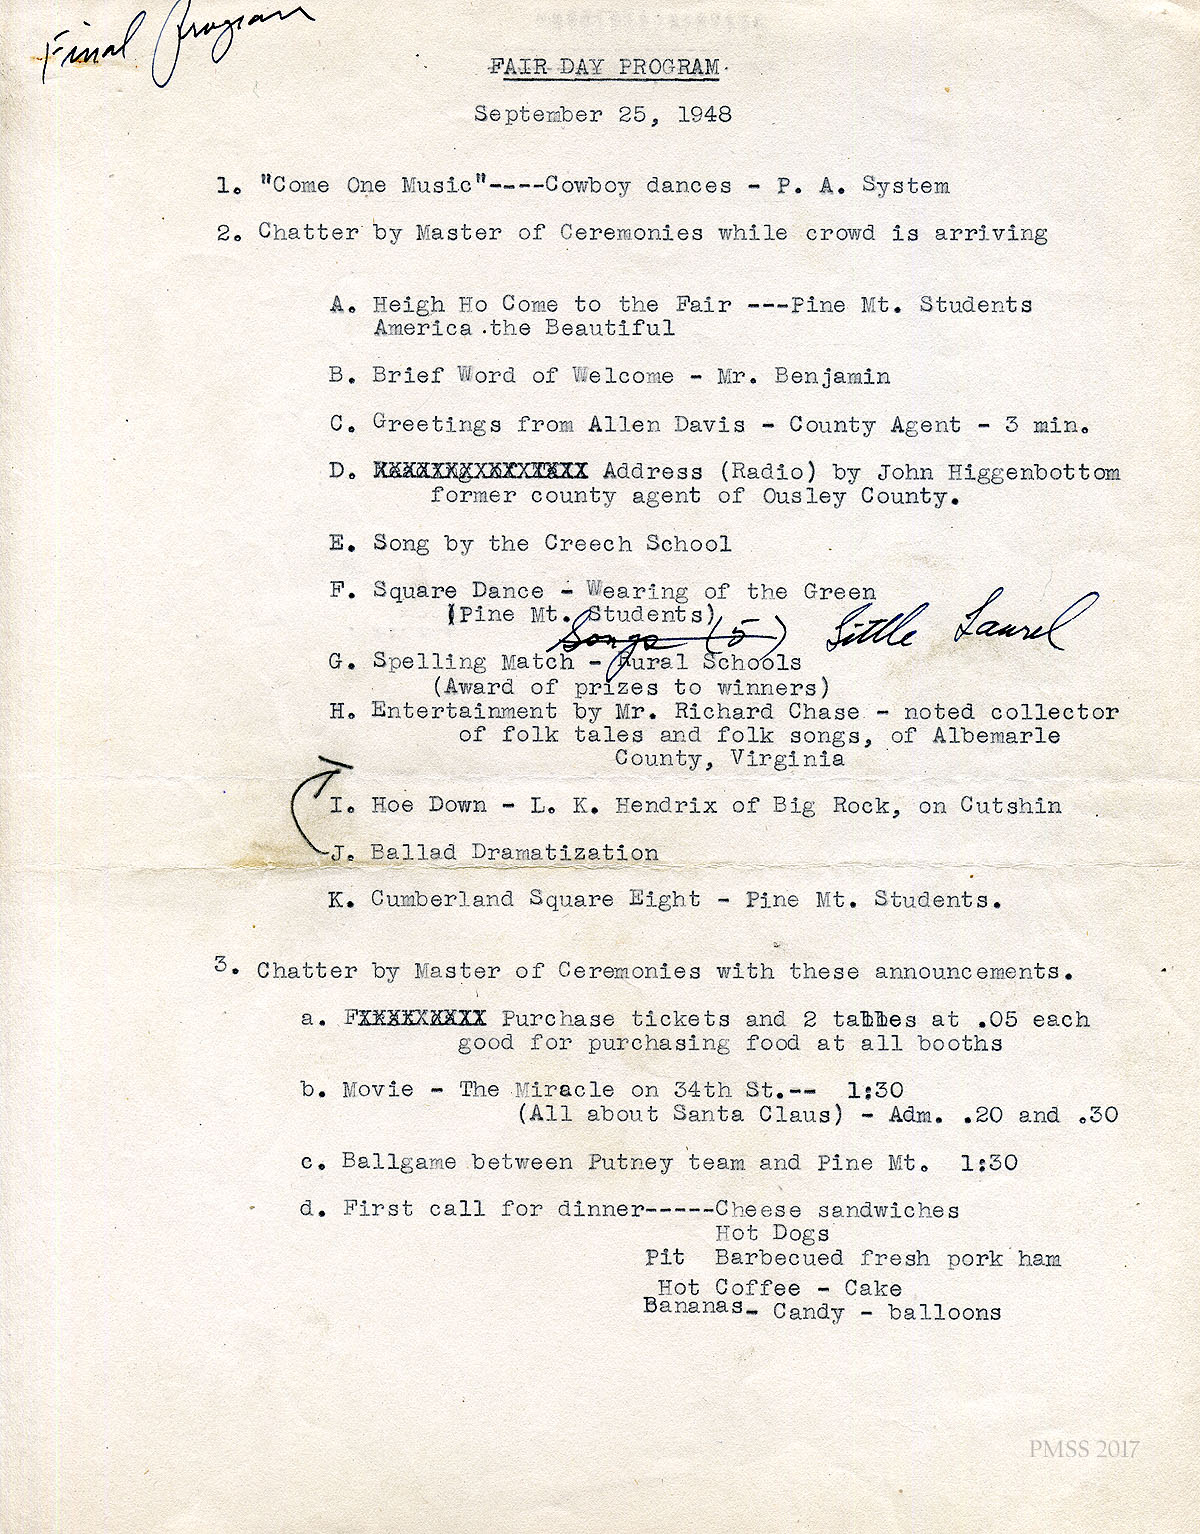 Final Program
FAIR DAY PROGRAM
September 25, 1948
1. "Come One Music"----Cowboy dances - P. A. System
2. Chatter by Master of Ceremonies while crowd is arriving
A. Heigh Ho Come to the Fair ---Pine Mt. Students
America the Beautiful
B. Brief Word of Welcome - Mr. Benjamin
C. Greetings from Allen Davis - County Agent - 3 min.
D. Address (Radio) by John Higgenbottom
former county agent of Ousley County.
E. Song by the Creech School
F. Square Dance - Wearing of the Green
(Pine Mt. Students)
Songs (5) Little Laurel
G. Spelling Match - Rural Schools
(Award of prizes to winners)
H. Entertainment by Mr. Richard Chase - noted collector
of folk tales and folk songs, of Albemarle
County, Virginia
I. Hoe Down - L. K. Hendrix of Big Rock, on Cutshin
J. Ballad Dramatization
K. Cumberland Square Eight - Pine Mt. Students.
3. Chatter by Master of Ceremonies with these announcements.
a. Purchase tickets and 2 tables at .05 each
good for purchasing food at all booths
b. Movie - The Miracle on 34th St.-- 1:30
(All about Santa Claus) - Adm. .20 and .30
c. Ballgame between Putney team and Pine Mt. 1:30
d. First call for dinner-----Cheese sandwiches
Hot Dogs
Pit Barbecued fresh pork ham
Hot Coffee - Cake
Bananas- Candy - balloons
PMSS 2017